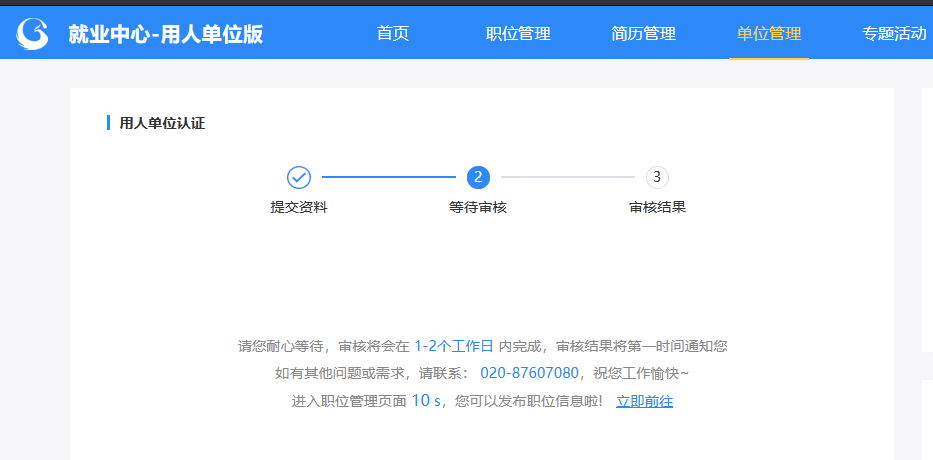 就业中心-用人单位版 首页 职位管理 简历管理 单位管理 专题活动
用人单位认证
2 3
提交资料 等待审核 审核结果
请您耐心等待，审核将会在 1-2个工作日 内完成，审核结果将第一时间通知您
如有其他问题或需求，请联系： 020-87607080，祝您工作愉快~
进入职位管理页面 10 s，您可以发布职位信息啦! 立即前往